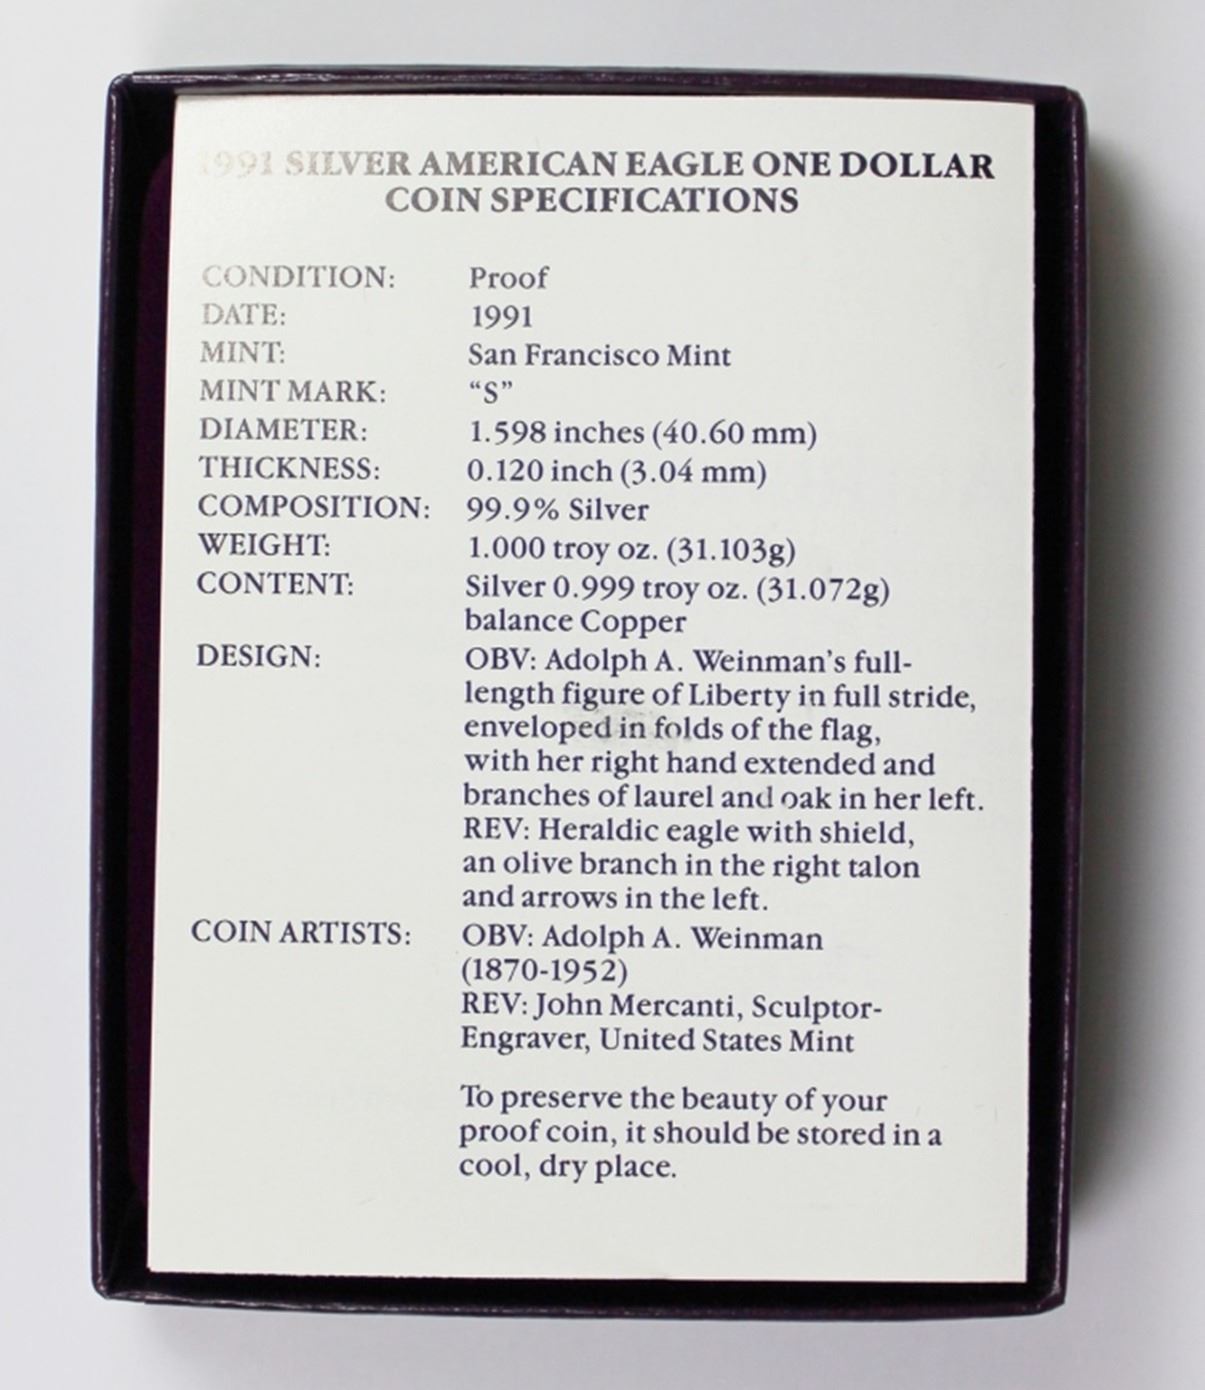 1991 SILVER AMERICAN EAGLE ONE DOLLAR
COIN SPECIFICATIONS
CONDITION: Proof
DATE: 1991
MINT: San Francisco Mint
MINT MARK: “S”
DIAMETER: 1.598 inches (40.60 mm)
THICKNESS: 0.120 inch (3.04 mm)
COMPOSITION: 99.9% Silver
WEIGHT: 1.000 troy oz. (31.103g)
CONTENT: Silver 0.999 troy oz. (31.072g)
balance Copper
DESIGN: OBV: Adolph A. Weinman’s full-
length figure of Liberty in full stride,
enveloped in folds of the flag,
with her right hand extended and
branches of laurel and oak in her left.
REV: Heraldic eagle with shield,
an olive branch in the right talon
and arrows in the left.
COIN ARTISTS: OBV: Adolph A. Weinman
(1870-1952)
REV: John Mercanti, Sculptor-
Engraver, United States Mint
To preserve the beauty of your
proof coin, it should be stored in a
cool, dry place.